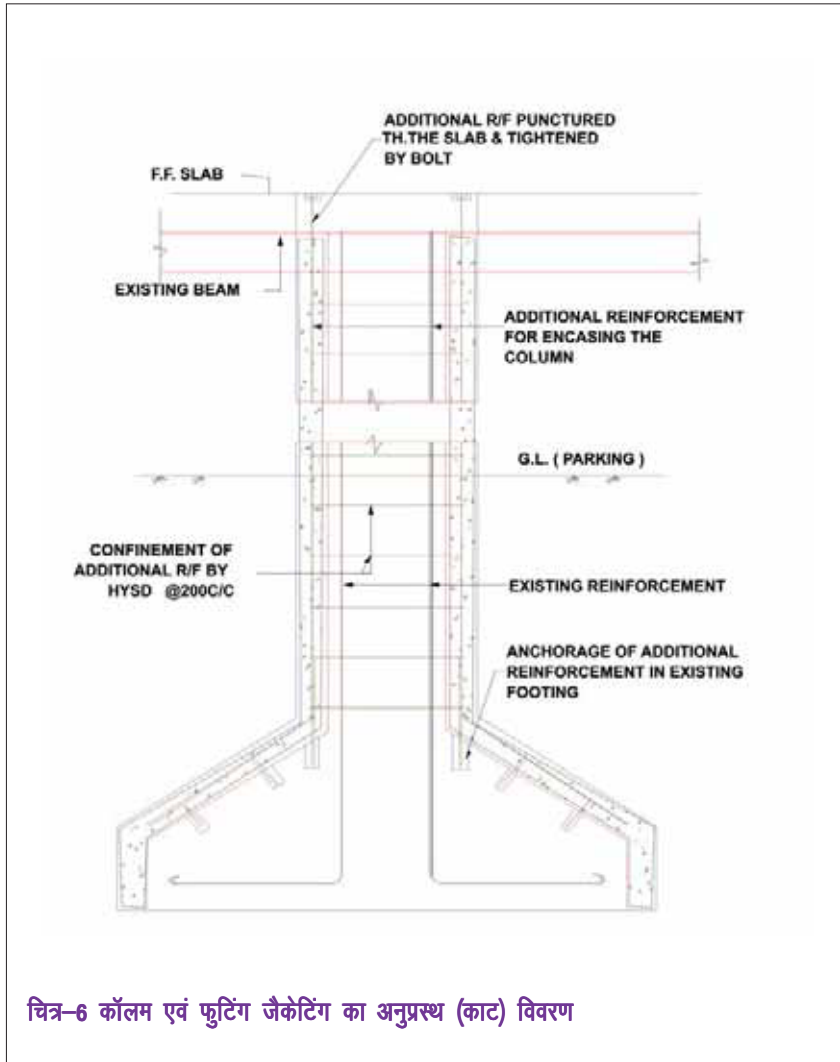 ADDITIONAL R/F PUNCTURED
TH.THE SLAB & TIGHTENED
BY BOLT
F.F. SLAB
EXISTING BEAM
ADDITIONAL REINFORCEMENT
FOR ENCASING THE
COLUMN
G.L. ( PARKING )
CONFINEMENT OF
ADDITIONAL R/F BY
HYSD @200C/C
EXISTING REINFORCEMENT
ANCHORAGE OF ADDITIONAL
REINFORCEMENT IN EXISTING
FOOTING
चित्र–6 कॉलम एवं फुटिंग जैकेटिंग का अनुप्रस्थ (काट) विवरण